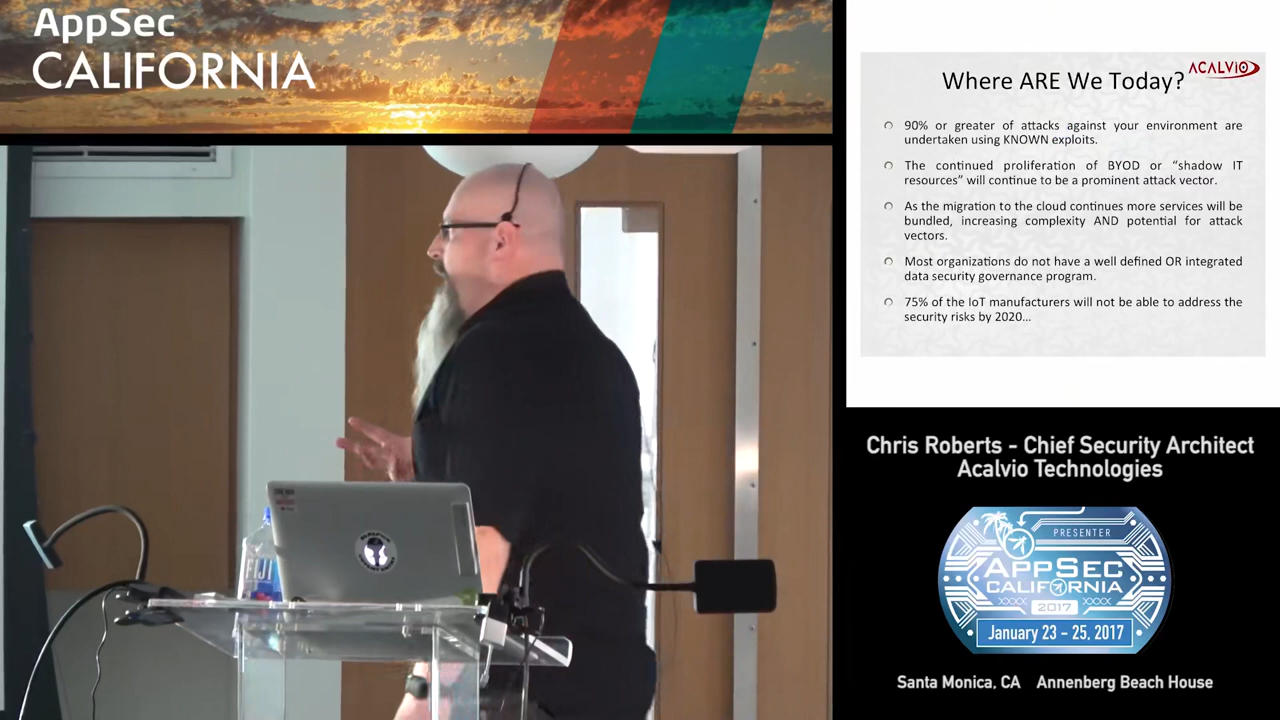 AppSec
CALIFORNIA
ACALVIO
Where ARE We Today?
90% or greater of attacks against your environment are
undertaken using KNOWN exploits.
The continued proliferation of BYOD or “shadow IT
resources” will continue to be a prominent attack vector.
As the migration to the cloud continues more services will be
bundled, increasing complexity AND potential for attack
vectors.
Most organizations do not have a well defined OR integrated
data security governance program.
75% of the IoT manufacturers will not be able to address the
security risks by 2020...
FIJI
Chris Roberts - Chief Security Architect
Acalvio Technologies
PRESENTER
APPSEC
CALIFORNIA
2017
January 23 - 25, 2017
Santa Monica, CA Annenberg Beach House